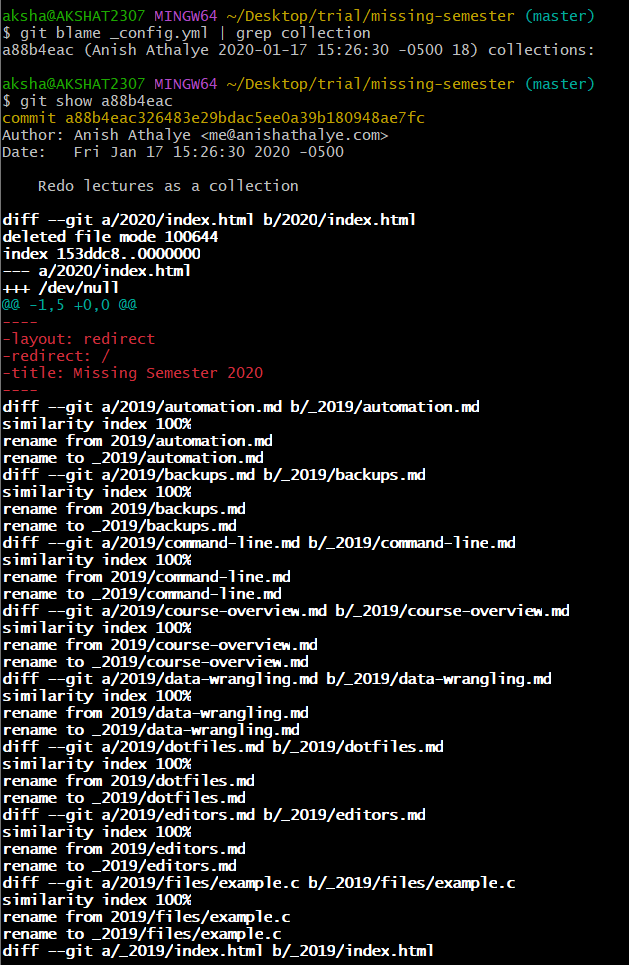 aksha@AKSHAT2307 MINGW64 ~/Desktop/trial/missing-semester (master)
$ git blame _config.yml | grep collection
a88b4eac (Anish Athalye 2020-01-17 15:26:30 -0500 18) collections:
aksha@AKSHAT2307 MINGW64 ~/Desktop/trial/missing-semester (master)
$ git show a88b4eac
commit a88b4eac326483e29bdac5ee0a39b180948ae7fc
Author: Anish Athalye <me@anishathalye.com>
Date:   Fri Jan 17 15:26:30 2020 -0500
    Redo lectures as a collection
diff --git a/2020/index.html b/2020/index.html
deleted file mode 100644
index 153ddc8..0000000
--- a/2020/index.html
+++ /dev/null
@@ -1,5 +0,0 @@
----
-layout: redirect
-redirect: /
-title: Missing Semester 2020
----
diff --git a/2019/automation.md b/_2019/automation.md
similarity index 100%
rename from 2019/automation.md
rename to _2019/automation.md
diff --git a/2019/backups.md b/_2019/backups.md
similarity index 100%
rename from 2019/backups.md
rename to _2019/backups.md
diff --git a/2019/command-line.md b/_2019/command-line.md
similarity index 100%
rename from 2019/command-line.md
rename to _2019/command-line.md
diff --git a/2019/course-overview.md b/_2019/course-overview.md
similarity index 100%
rename from 2019/course-overview.md
rename to _2019/course-overview.md
diff --git a/2019/data-wrangling.md b/_2019/data-wrangling.md
similarity index 100%
rename from 2019/data-wrangling.md
rename to _2019/data-wrangling.md
diff --git a/2019/dotfiles.md b/_2019/dotfiles.md
similarity index 100%
rename from 2019/dotfiles.md
rename to _2019/dotfiles.md
diff --git a/2019/editors.md b/_2019/editors.md
similarity index 100%
rename from 2019/editors.md
rename to _2019/editors.md
diff --git a/2019/files/example.c b/_2019/files/example.c
similarity index 100%
rename from 2019/files/example.c
rename to _2019/files/example.c
diff --git a/_2019/index.html b/_2019/index.html